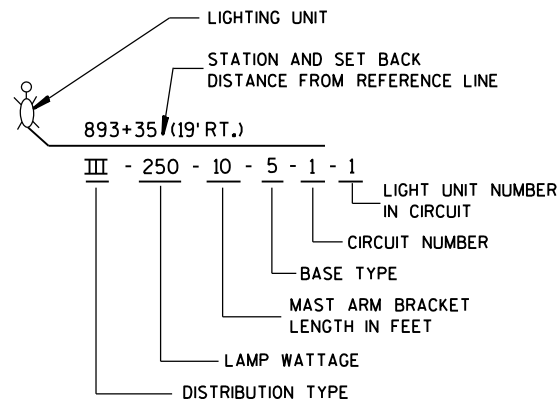 LIGHTING UNIT
STATION AND SET BACK
DISTANCE FROM REFERENCE LINE
893+35 (19' RT.)
III - 250 - 10 - 5 - 1 - 1
LIGHT UNIT NUMBER
IN CIRCUIT
CIRCUIT NUMBER
BASE TYPE
MAST ARM BRACKET
LENGTH IN FEET
LAMP WATTAGE
DISTRIBUTION TYPE